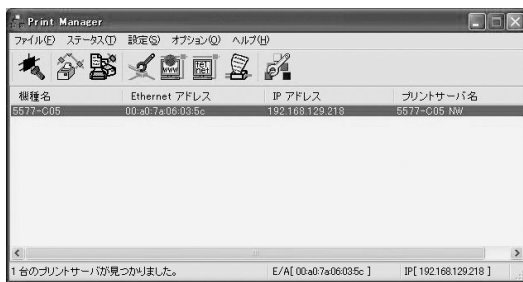 Print Manager
ファイル(F) ステータス(T) 設定(S) オプション(O) ヘルプ(H)
WWW tel net
機種名 Ethernet アドレス IP アドレス プリントサーバ名
5577-C05 00:a0:7a:06:03:5c 192.168.129.218 5577-C05 NW
1 台のプリントサーバが見つかりました。 E/A[ 00:a0:7a:06:03:5c ] IP[ 192.168.129.218 ]